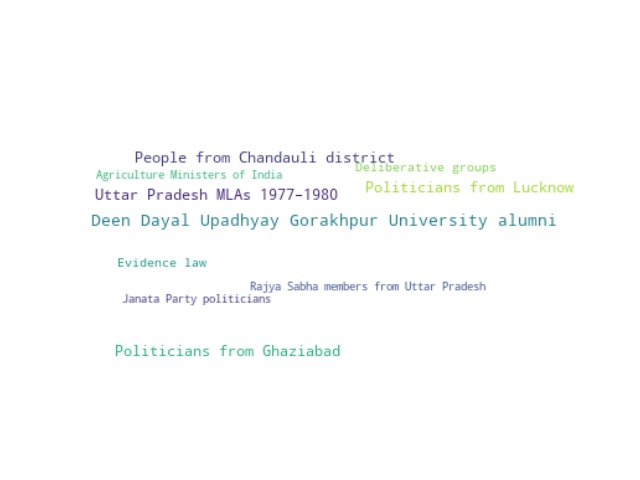 People from Chandauli district
Deliberative groups
Agriculture Ministers of India
Politicians from Lucknow
Uttar Pradesh MLAs 1977–1980
Deen Dayal Upadhyay Gorakhpur University alumni
Evidence law
Rajya Sabha members from Uttar Pradesh
Janata Party politicians
Politicians from Ghaziabad